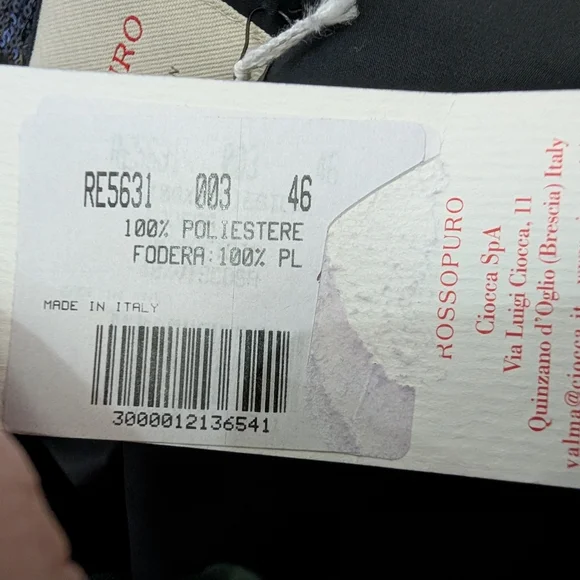 RE5631 003 46
100% POLIESTERE
FODERA:100% PL
MADE IN ITALY
3000012136541
ROSSOPURO
Ciocca SpA
Via Luigi Ciocca, 11
Quinzano d'Oglio (Brescia) Italy